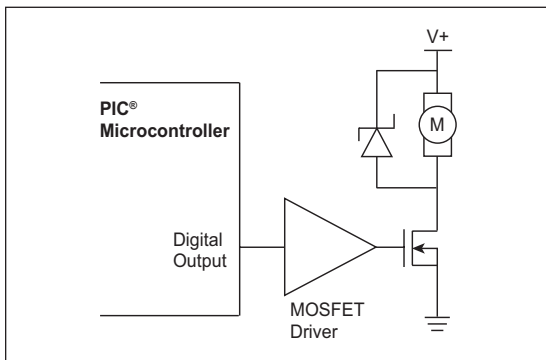 V+
PIC®
Microcontroller
M
Digital
Output
MOSFET
Driver